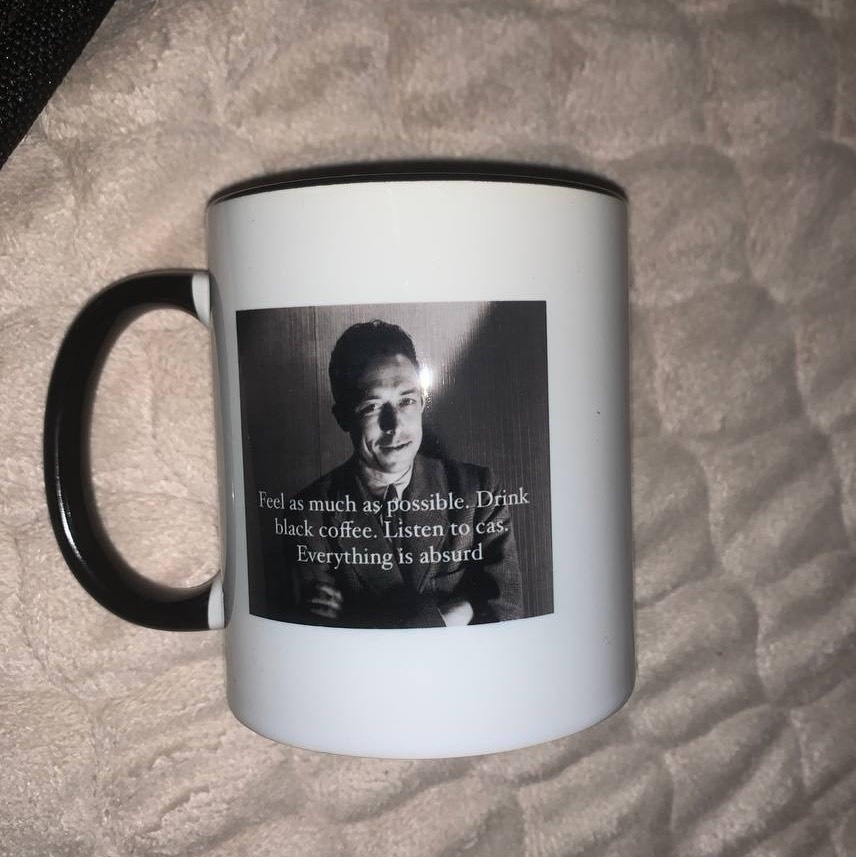 Feel as much as possible. Drink
black coffee. Listen to cas.
Everything is absurd